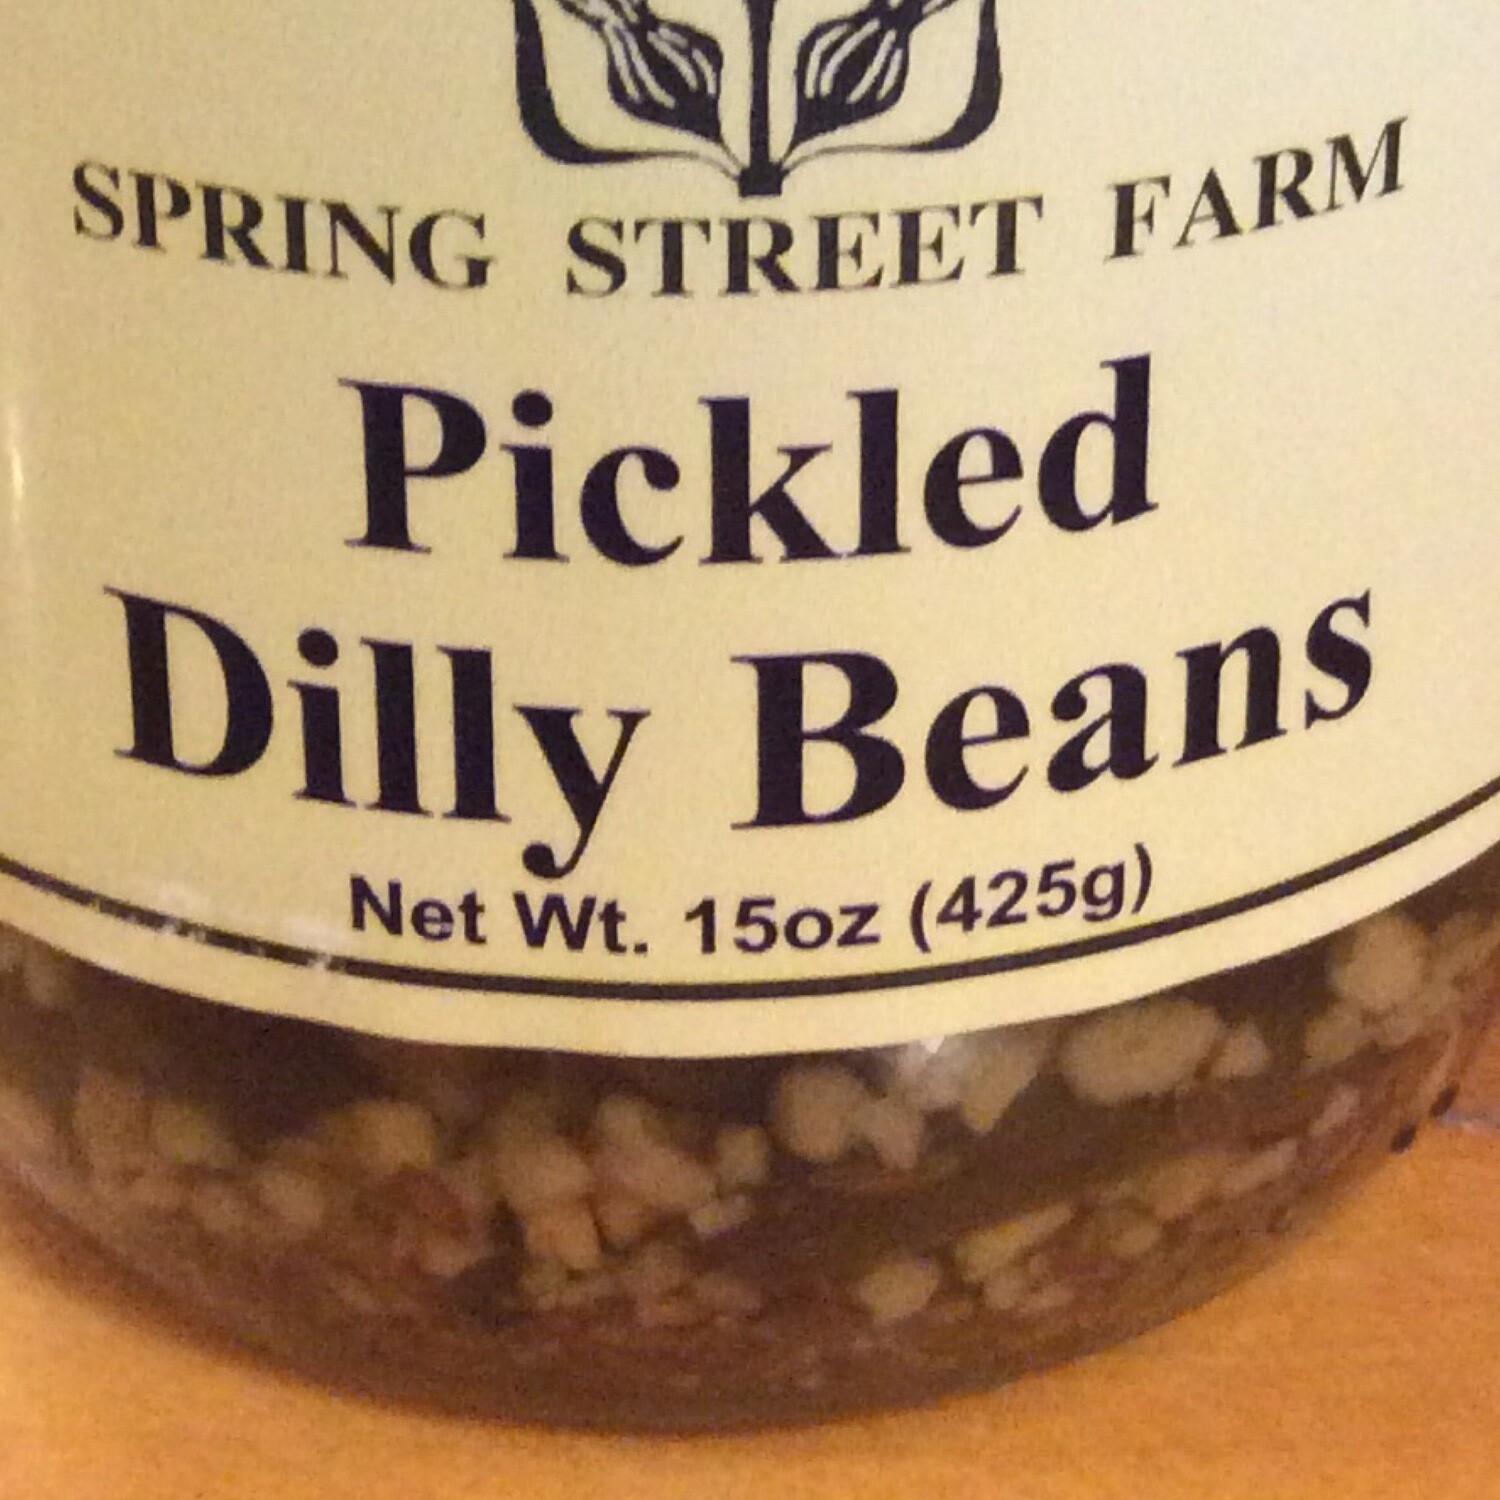 SPRING STREET FARM
Pickled
Dilly Beans
Net Wt. 15oz (425g)